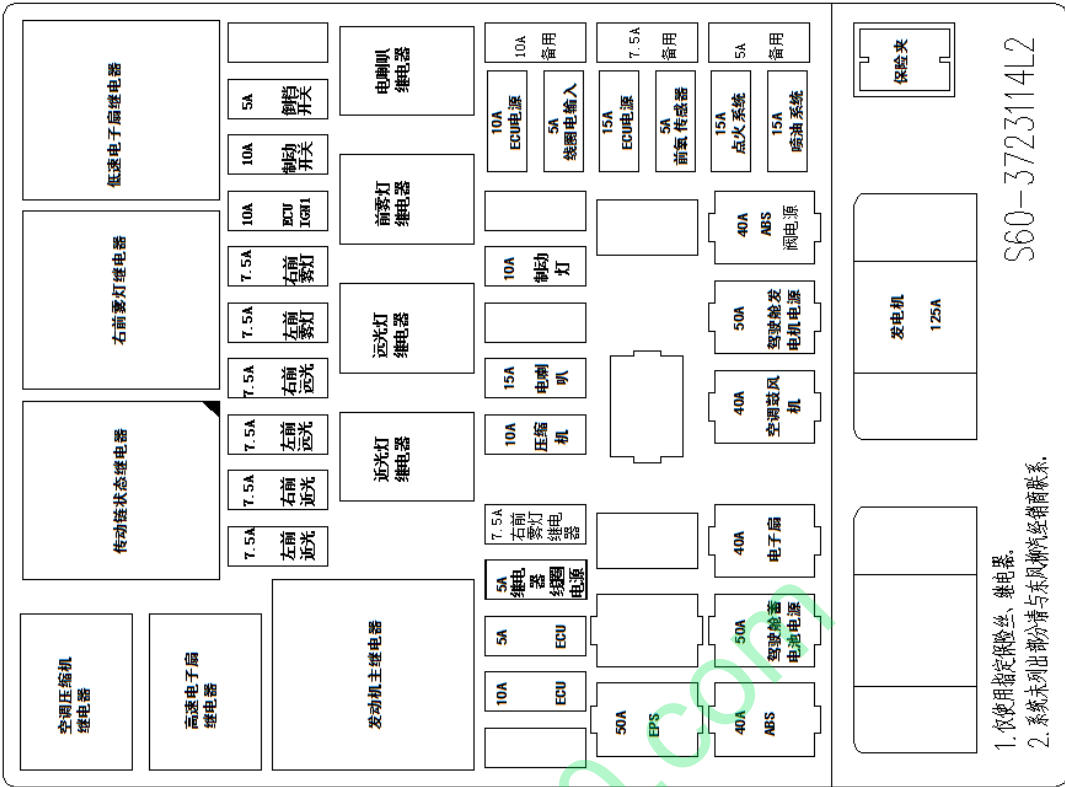 空调压缩机
继电器
高速电子扇
继电器
发动机主继电器
传动链状态继电器
右前雾灯继电器
低速电子扇继电器
7.5A
左前
近光
7.5A
右前
近光
7.5A
左前
远光
7.5A
右前
远光
7.5A
左前
雾灯
7.5A
右前
雾灯
10A
ECU
IGN1
10A
制动
开关
5A
倒档
开关
近光灯
继电器
远光灯
继电器
前雾灯
继电器
电喇叭
继电器
10A
ECU
5A
ECU
5A
继电
器
线圈
电源
7.5A
右前
雾灯
继电
器
10A
压缩
机
15A
电喇
叭
10A
制动
灯
10A
ECU电源
5A
线圈电输入
10A
备用
15A
ECU电源
5A
前氧传感器
7.5A
备用
15A
点火系统
15A
喷油系统
5A
备用
50A
EPS
40A
ABS
50A
驾驶舱蓄
电池电源
40A
电子扇
40A
空调鼓风
机
50A
驾驶舱发
电机电源
40A
ABS
阀电源
发电机
125A
保险夹
1.仅使用指定保险丝、继电器。
2.系统未列出部分请与东风柳汽经销商联系。
S60-3723114L2
.com